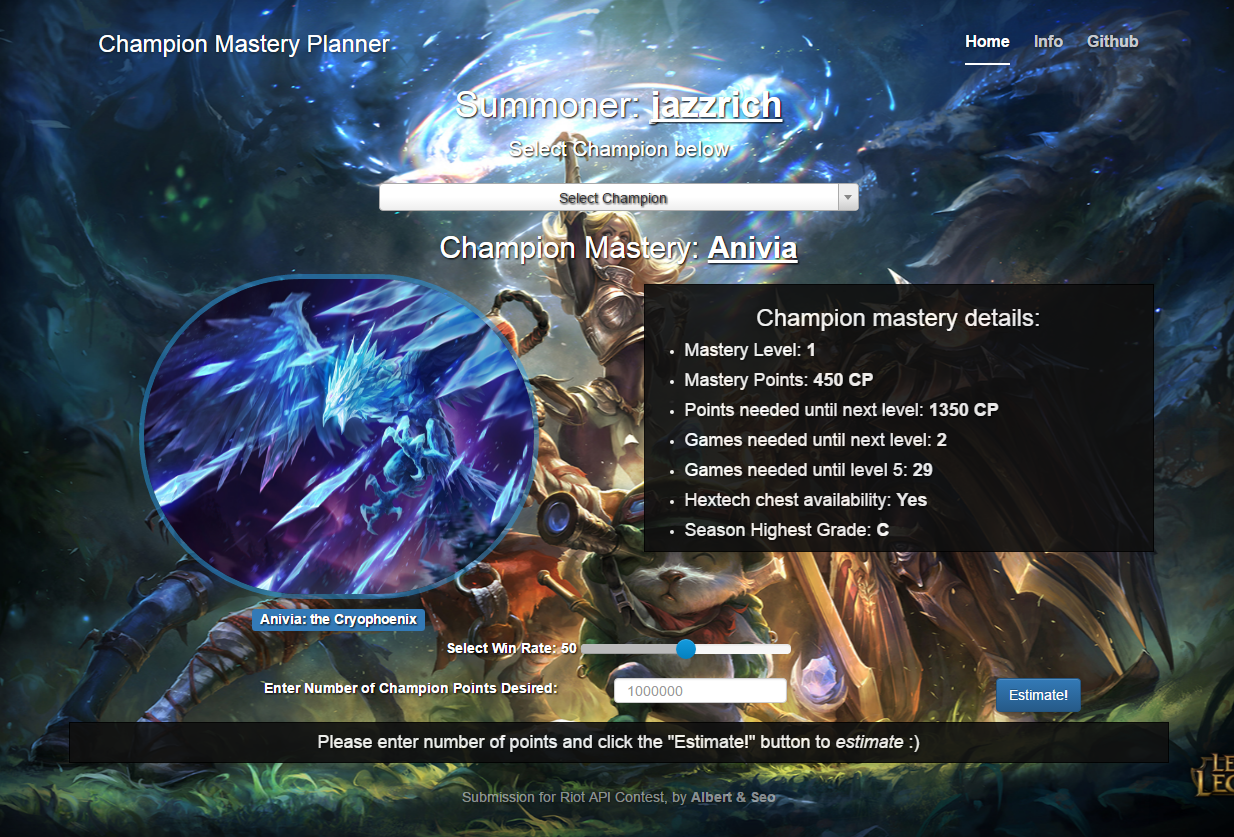 Champion Mastery Planner
Home Info Github
Summoner: jazzrich
Select Champion below
Select Champion
Champion Mastery: Anivia
Champion mastery details:
Mastery Level: 1
Mastery Points: 450 CP
Points needed until next level: 1350 CP
Games needed until next level: 2
Games needed until level 5: 29
Hextech chest availability: Yes
Season Highest Grade: C
Anivia: the Cryophoenix
Select Win Rate: 50
Enter Number of Champion Points Desired: 1000000 Estimate!
Please enter number of points and click the "Estimate!" button to estimate :)
Submission for Riot API Contest, by Albert & Seo